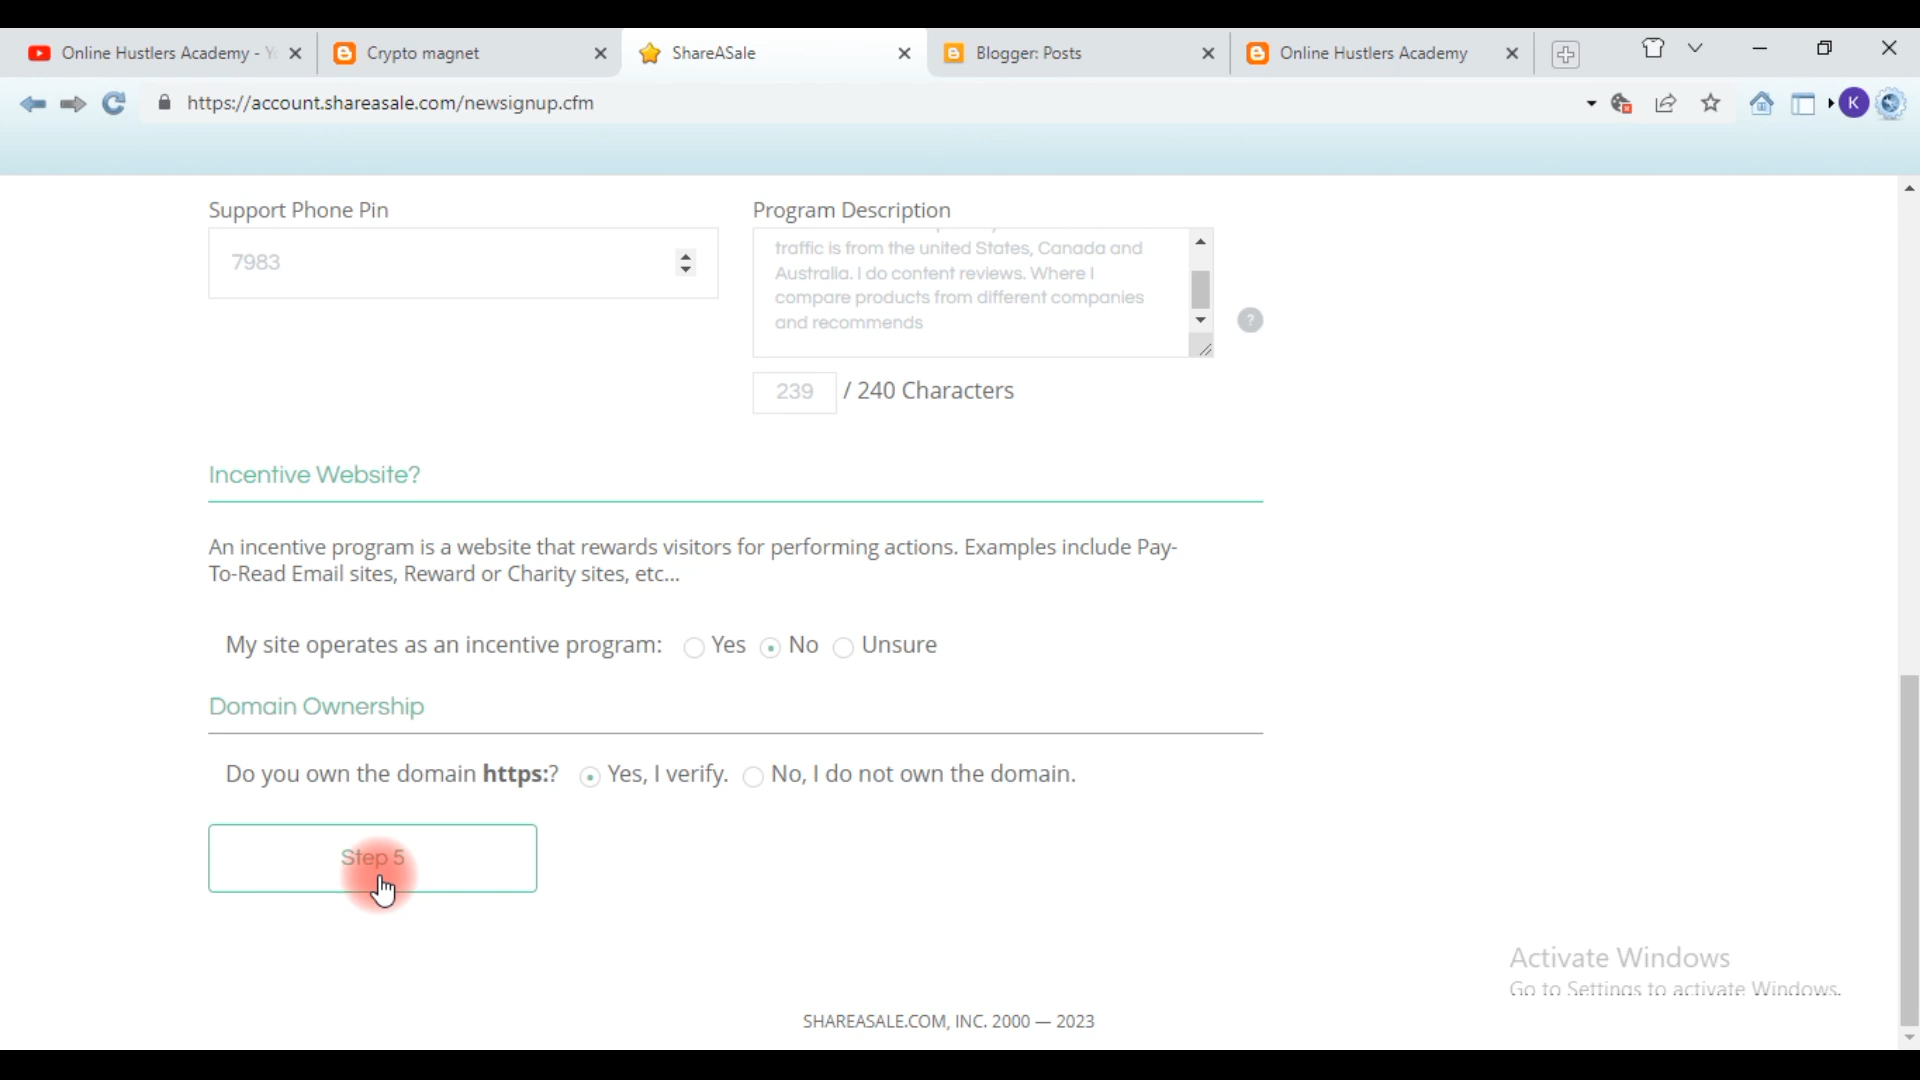 Online Hustlers Academy -
Crypto magnet
ShareASale
Blogger: Posts
Online Hustlers Academy
https://account.shareasale.com/newsignup.cfm
K
Support Phone Pin
7983
Program Description
traffic is from the united States, Canada and
Australia. I do content reviews. Where I
compare products from different companies
and recommends
?
239 / 240 Characters
Incentive Website?
An incentive program is a website that rewards visitors for performing actions. Examples include Pay-
To-Read Email sites, Reward or Charity sites, etc...
My site operates as an incentive program: Yes No Unsure
Domain Ownership
Do you own the domain https:? Yes, I verify. No, I do not own the domain.
Step 5
Activate Windows
Go to Settings to activate Windows.
SHAREASALE.COM, INC. 2000 — 2023